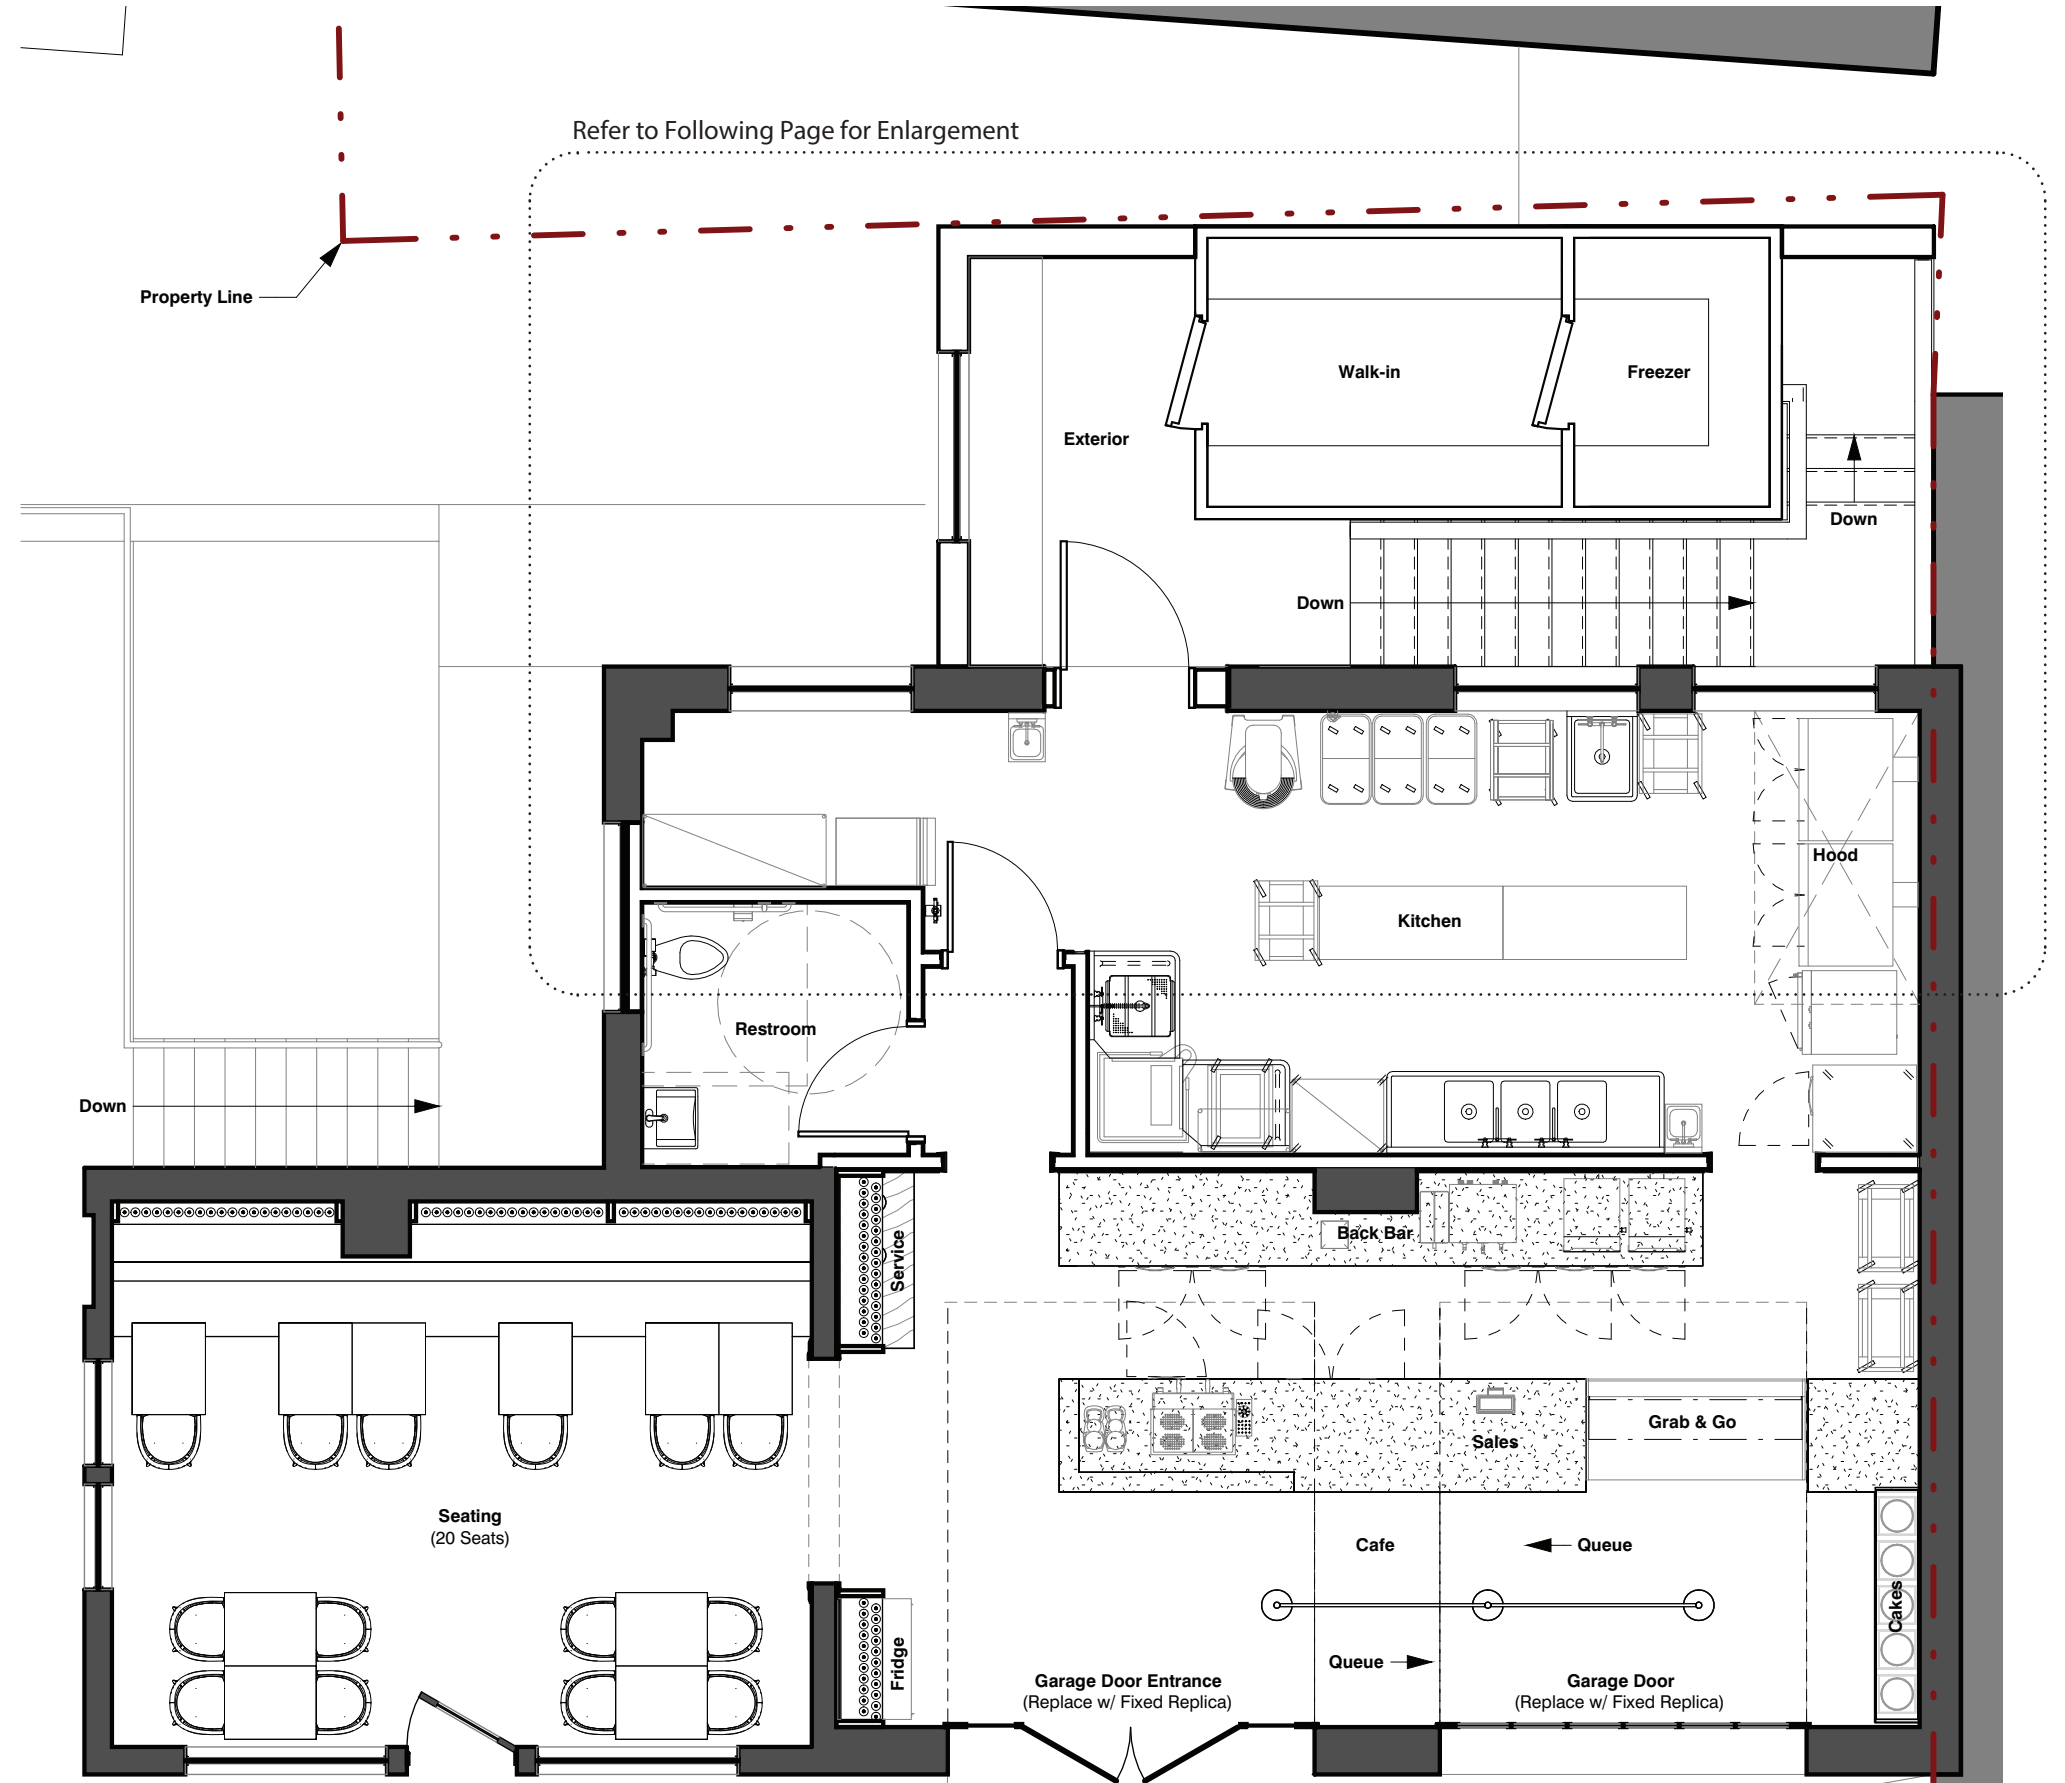 Refer to Following Page for Enlargement
Property Line
Walk-in
Freezer
Exterior
Down
Down
Hood
Kitchen
Restroom
Down
Service
Back Bar
Grab & Go
Sales
Seating
(20 Seats)
Cafe
Queue
Cakes
Fridge
Queue
Garage Door Entrance
(Replace w/ Fixed Replica)
Garage Door
(Replace w/ Fixed Replica)